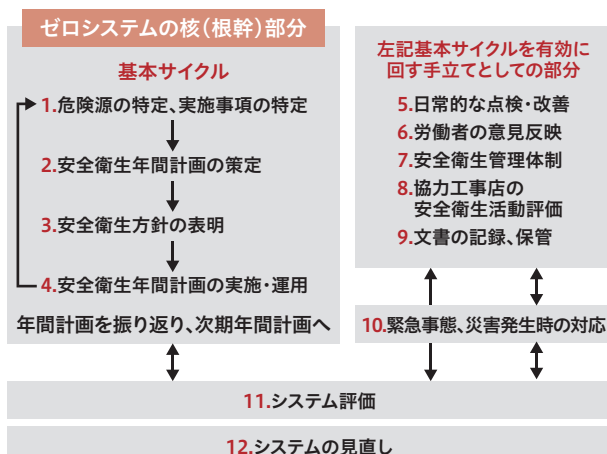 ゼロシステムの核（根幹）部分
基本サイクル
1.危険源の特定、実施事項の特定
2.安全衛生年間計画の策定
3.安全衛生方針の表明
4.安全衛生年間計画の実施・運用
年間計画を振り返り、次期年間計画へ
左記基本サイクルを有効に
回す手立てとしての部分
5.日常的な点検・改善
6.労働者の意見反映
7.安全衛生管理体制
8.協力工事店の
安全衛生活動評価
9.文書の記録、保管
10.緊急事態、災害発生時の対応
11.システム評価
12.システムの見直し